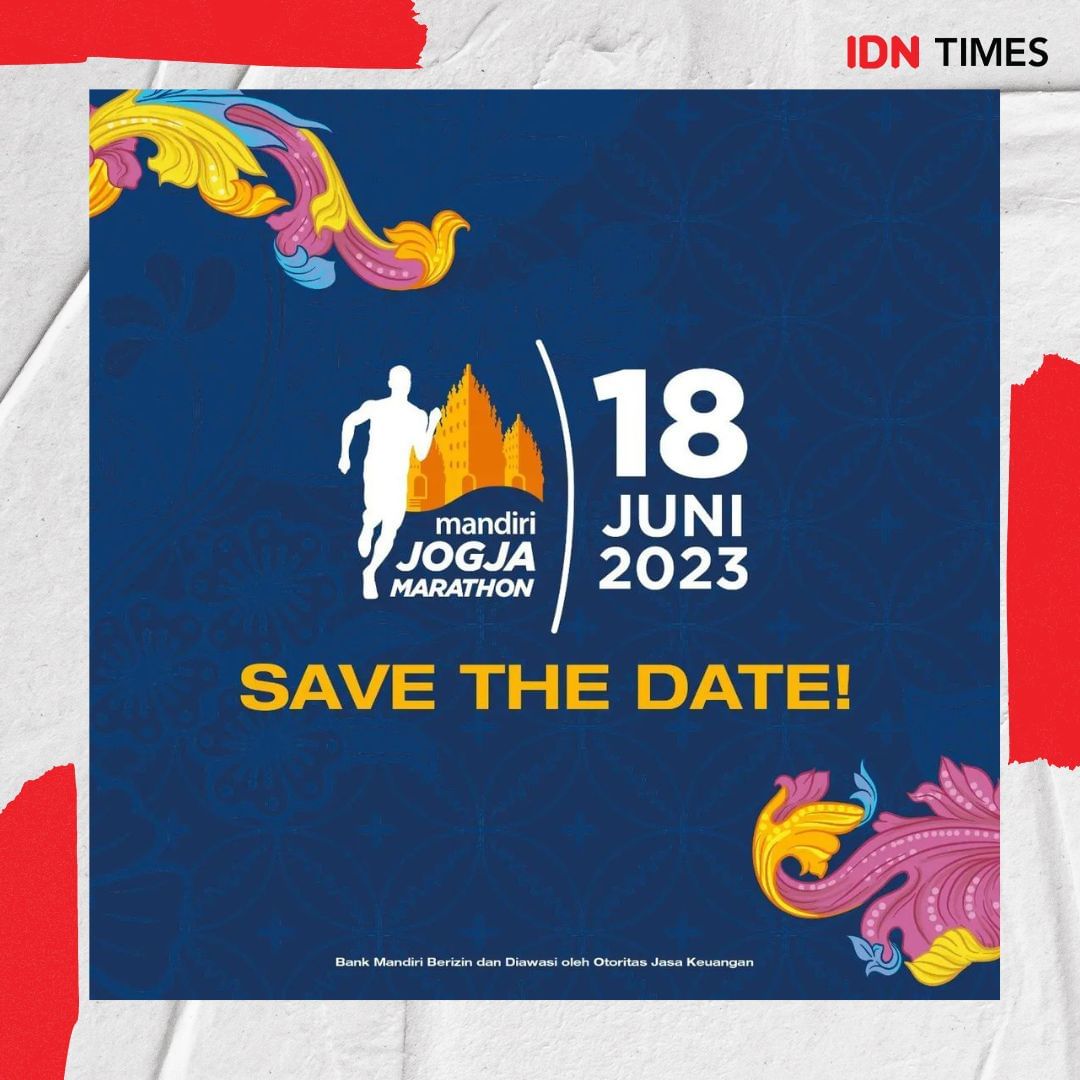 IDN TIMES
mandiri
JOGJA
MARATHON
18
JUNI
2023
SAVE THE DATE!
Bank Mandiri Berizin dan Diawasi oleh Otoritas Jasa Keuangan